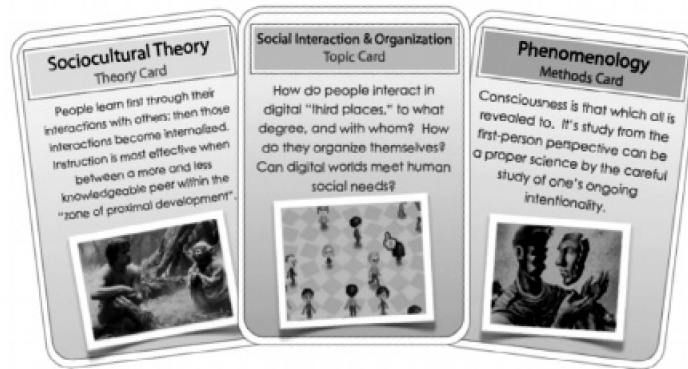 Sociocultural Theory
Theory Card
People learn first through their
interactions with others; then those
interactions become internalized.
Instruction is most effective when
between a more and less
knowledgeable peer within the
"zone of proximal development".
Social Interaction & Organization
Topic Card
How do people interact in
digital "third places," to what
degree, and with whom? How
do they organize themselves?
Can digital worlds meet human
social needs?
Phenomenology
Methods Card
Consciousness is that which all is
revealed to. It's study from the
first-person perspective can be
a proper science by the careful
study of one's ongoing
intentionality.